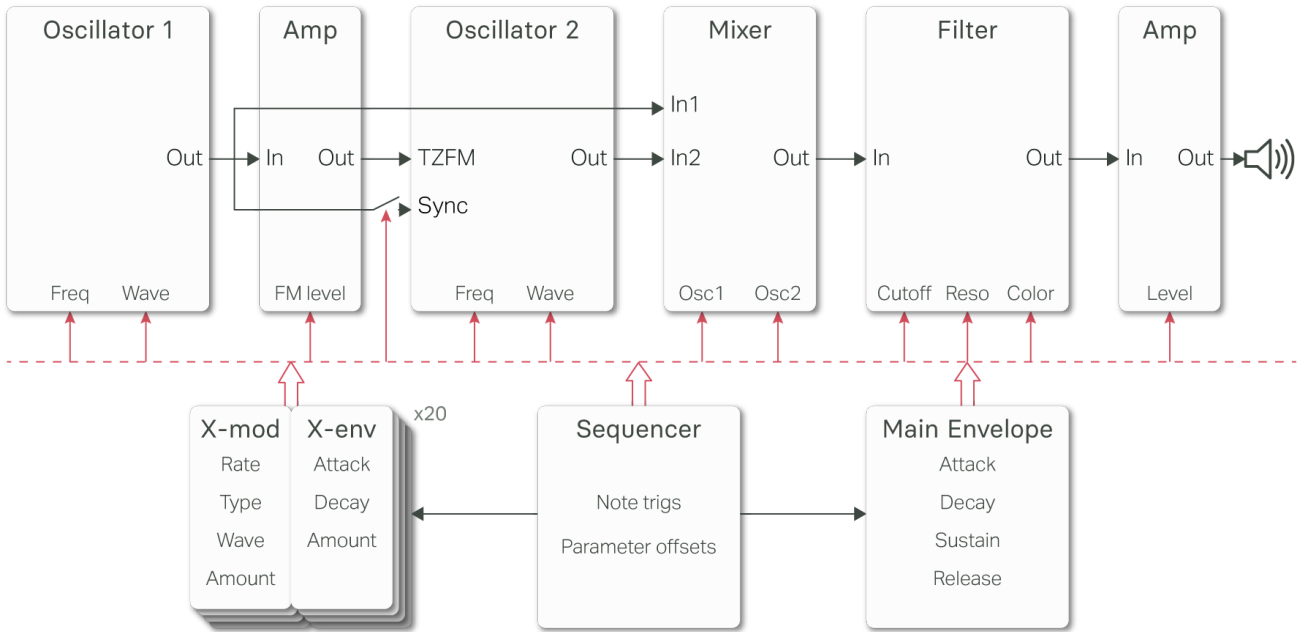 Oscillator 1
Amp
Oscillator 2
Mixer
Filter
Amp
In1
Out
In
Out
TZFM
Out
In2
Out
In
Out
In
Out
Sync
Freq
Wave
FM level
Freq
Wave
Osc1
Osc2
Cutoff
Reso
Color
Level
x20
X-mod
Rate
Type
Wave
Amount
X-env
Attack
Decay
Amount
Sequencer
Note trigs
Parameter offsets
Main Envelope
Attack
Decay
Sustain
Release